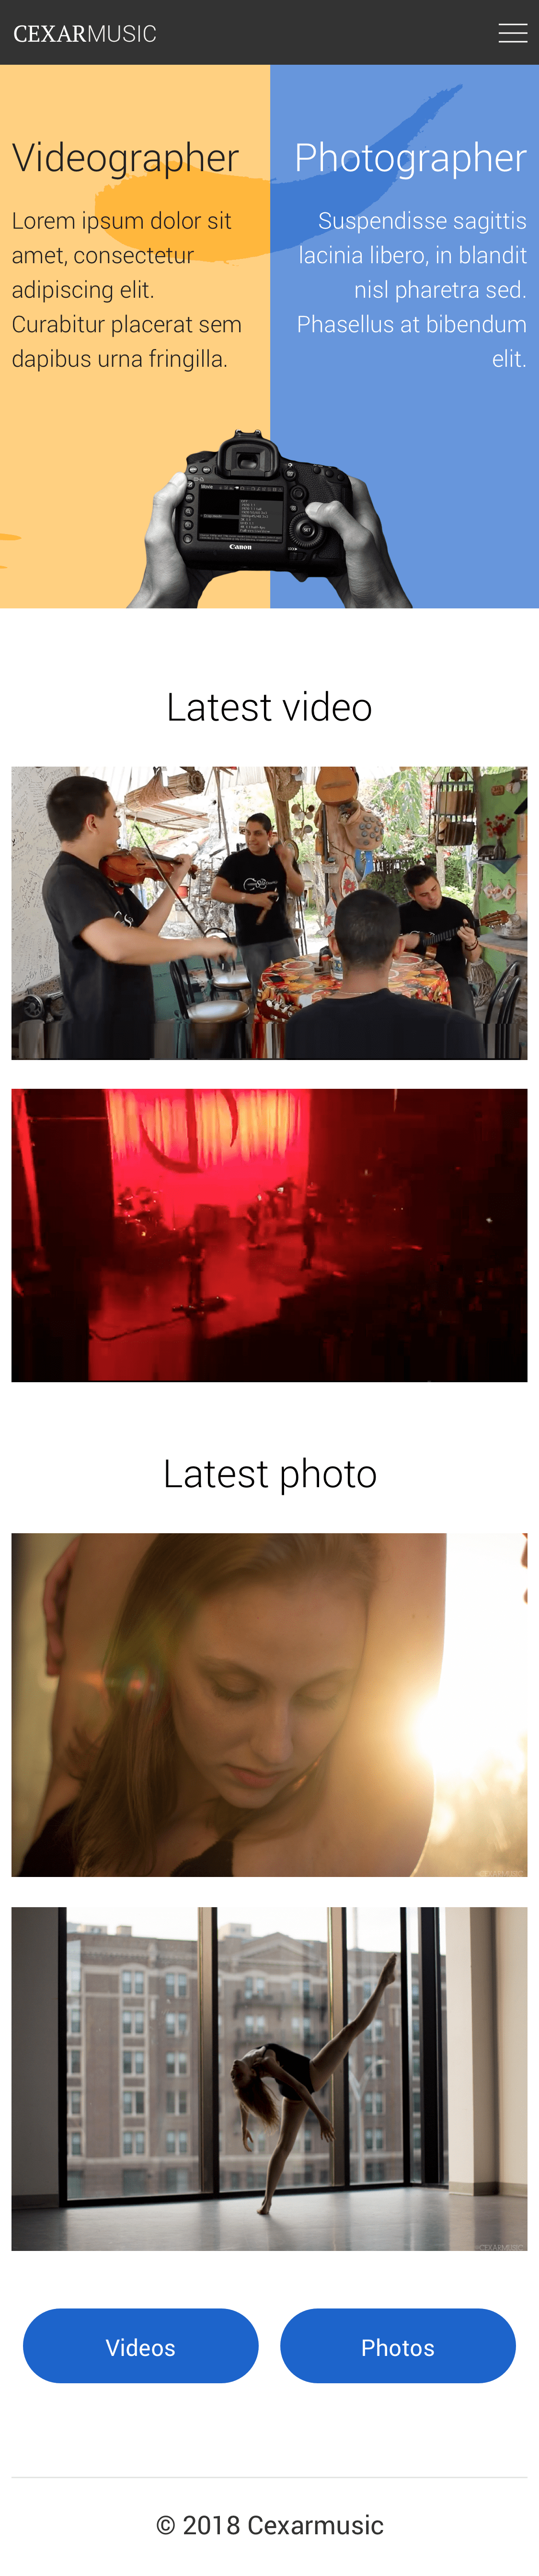 CEXARMUSIC
Videographer
Lorem ipsum dolor sit
amet, consectetur
adipiscing elit.
Curabitur placerat sem
dapibus urna fringilla.
Photographer
Suspendisse sagittis
lacinia libero, in blandit
nisl pharetra sed.
Phasellus at bibendum
elit.
Canon
Latest video
Latest photo
©CEXARMUSIC
Videos
Photos
© 2018 Cexarmusic